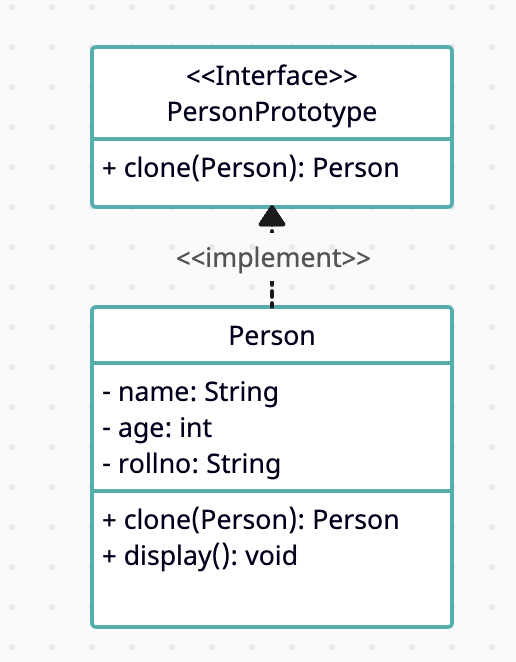 <<Interface>>
PersonPrototype
+ clone(Person): Person
<<implement>>
Person
- name: String
- age: int
- rollno: String
+ clone(Person): Person
+ display(): void